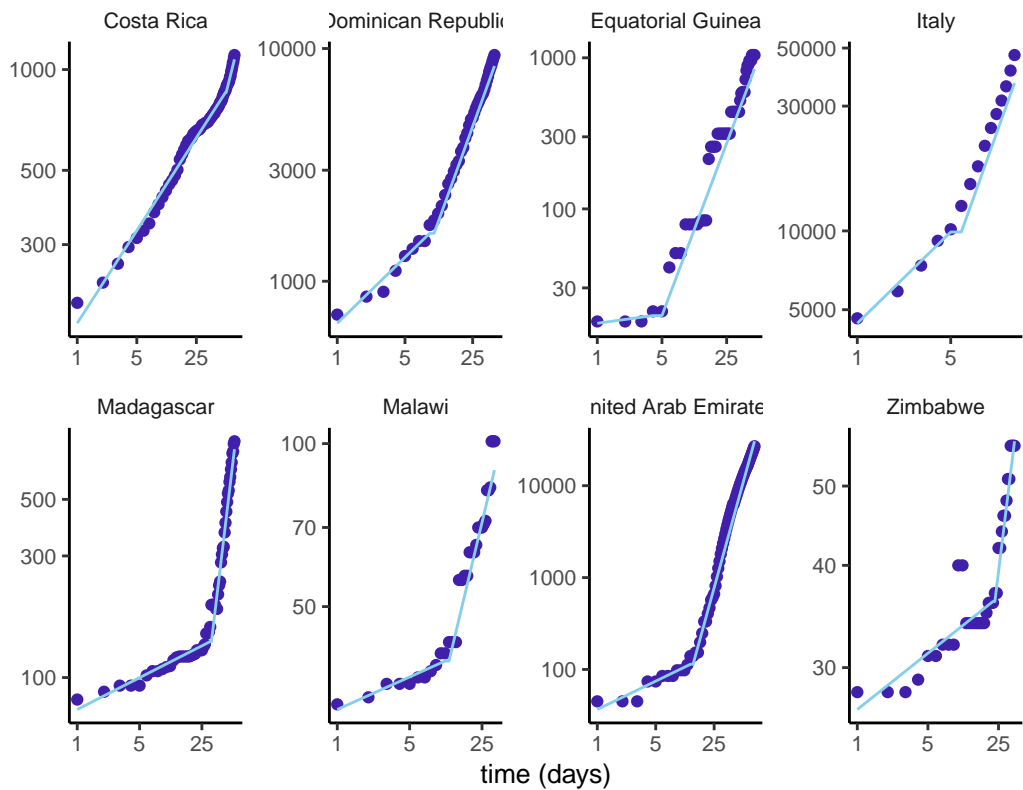 Costa Rica
Dominican Republic
Equatorial Guinea
Italy
1000
500
300
1 5 25
10000
3000
1000
1 5 25
1000
300
100
30
1 5 25
50000
30000
10000
5000
1 5
Madagascar
Malawi
nited Arab Emirate
Zimbabwe
500
300
100
1 5 25
100
70
50
1 5 25
10000
1000
100
1 5 25
50
40
30
1 5 25
time (days)